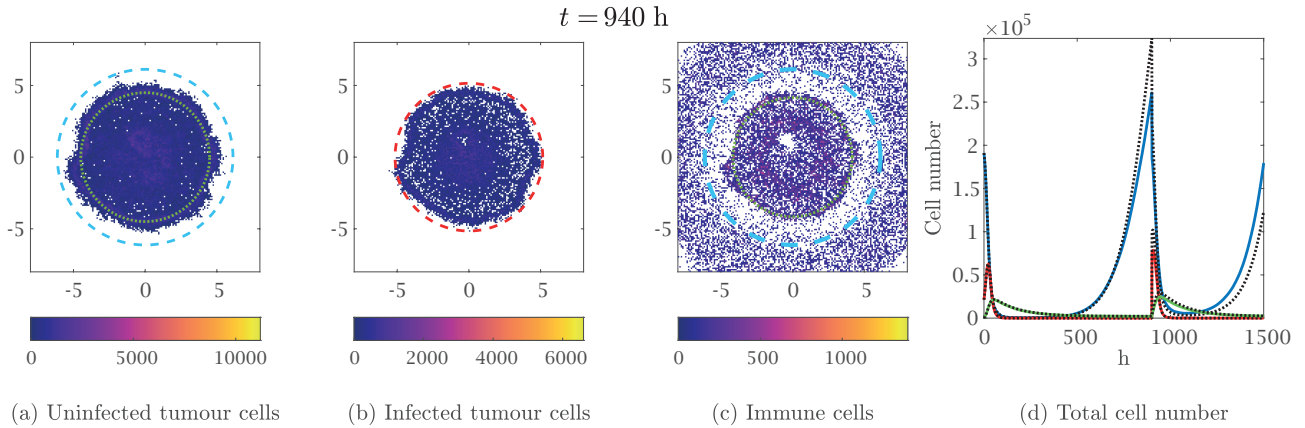 t = 940 h
5
0
-5
-5 0 5
0 5000 10000
(a) Uninfected tumour cells
5
0
-5
-5 0 5
0 2000 4000 6000
(b) Infected tumour cells
5
0
-5
-5 0 5
0 500 1000
(c) Immune cells
×10⁵
3
2.5
2
1.5
1
0.5
0
Cell number
0 500 1000 1500
h
(d) Total cell number